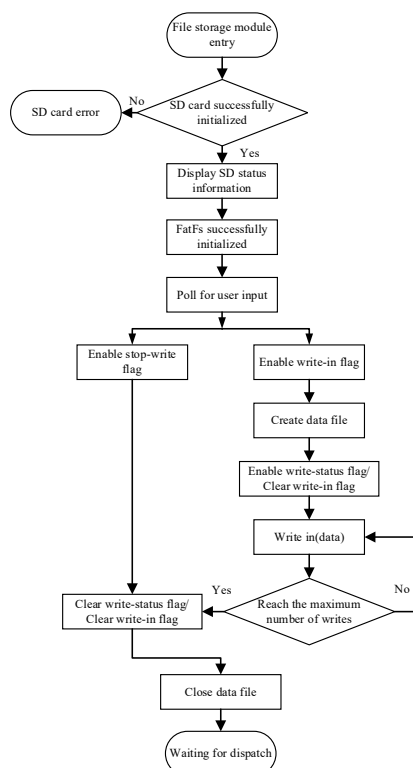 File storage module
entry
No
SD card successfully
initialized
SD card error
Yes
Display SD status
information
FatFs successfully
initialized
Poll for user input
Enable stop-write
flag
Enable write-in flag
Create data file
Enable write-status flag/
Clear write-in flag
Write in(data)
Yes
No
Clear write-status flag/
Clear write-in flag
Reach the maximum
number of writes
Close data file
Waiting for dispatch